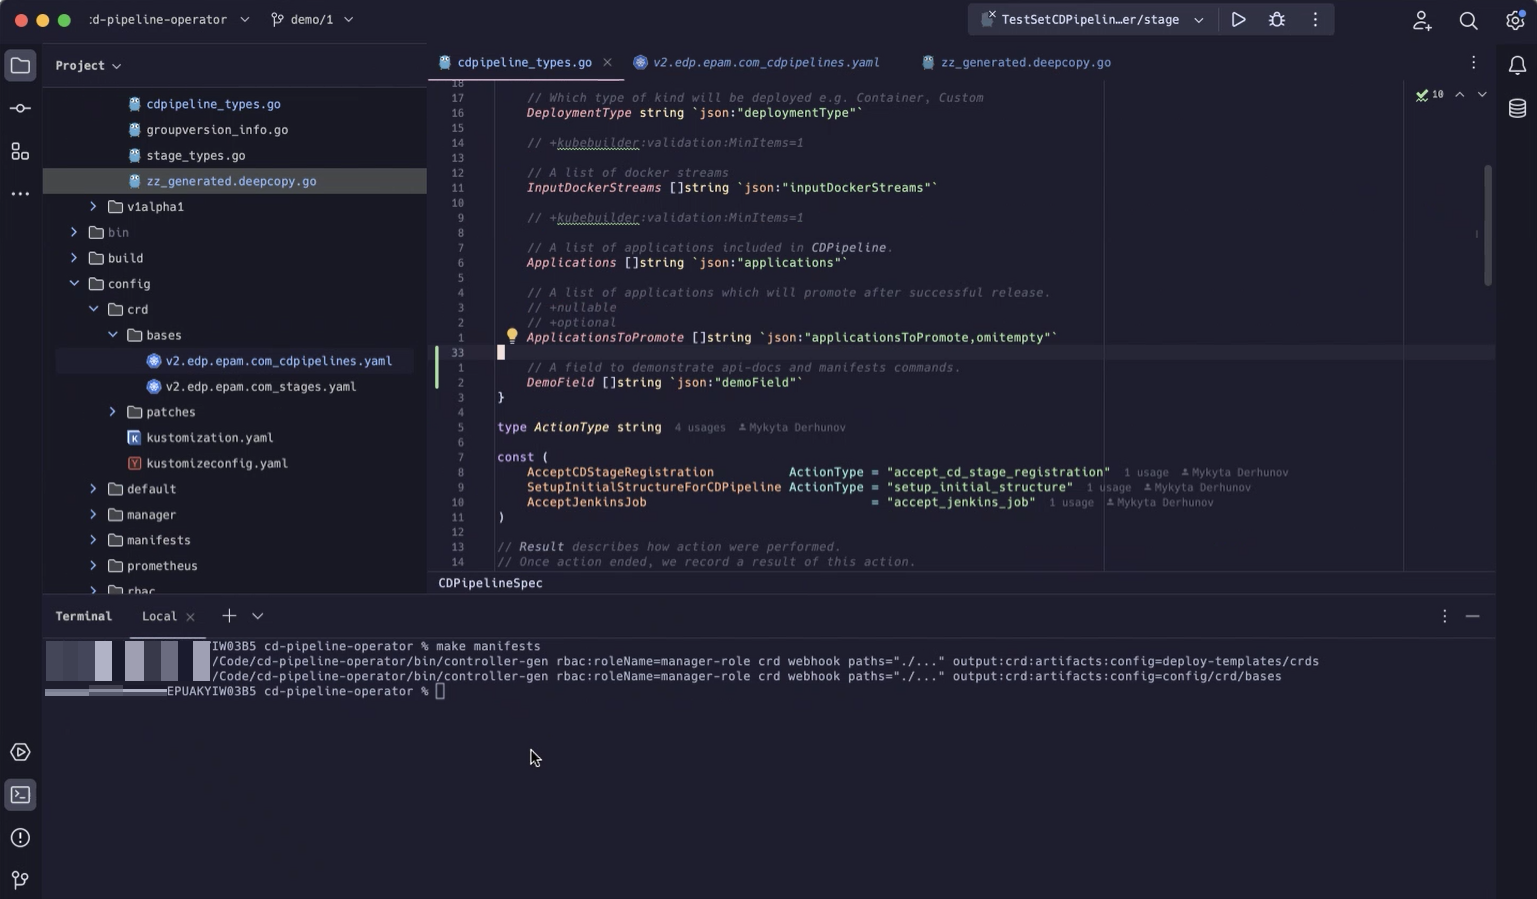 :d-pipeline-operator
demo/1
TestSetCDPipelin…er/stage
Project
cdpipeline_types.go
v2.edp.epam.com_cdpipelines.yaml
zz_generated.deepcopy.go
cdpipeline_types.go
groupversion_info.go
stage_types.go
zz_generated.deepcopy.go
v1alpha1
bin
build
config
crd
bases
v2.edp.epam.com_cdpipelines.yaml
v2.edp.epam.com_stages.yaml
patches
kustomization.yaml
kustomizeconfig.yaml
default
manager
manifests
prometheus
rbac
10
18
17 // Which type of kind will be deployed e.g. Container, Custom
16 DeploymentType string `json:"deploymentType"`
15
14 // +kubebuilder:validation:MinItems=1
13
12 // A list of docker streams
11 InputDockerStreams []string `json:"inputDockerStreams"`
10
9 // +kubebuilder:validation:MinItems=1
8
7 // A list of applications included in CDPipeline.
6 Applications []string `json:"applications"`
5
4 // A list of applications which will promote after successful release.
3 // +nullable
2 // +optional
1 ApplicationsToPromote []string `json:"applicationsToPromote,omitempty"`
33
1 // A field to demonstrate api-docs and manifests commands.
2 DemoField []string `json:"demoField"`
3 }
4
5 type ActionType string 4 usages Mykyta Derhunov
6
7 const (
8 AcceptCDStageRegistration ActionType = "accept_cd_stage_registration" 1 usage Mykyta Derhunov
9 SetupInitialStructureForCDPipeline ActionType = "setup_initial_structure" 1 usage Mykyta Derhunov
10 AcceptJenkinsJob = "accept_jenkins_job" 1 usage Mykyta Derhunov
11 )
12
13 // Result describes how action were performed.
14 // Once action ended, we record a result of this action.
CDPipelineSpec
Terminal
Local
IW03B5 cd-pipeline-operator % make manifests
/Code/cd-pipeline-operator/bin/controller-gen rbac:roleName=manager-role crd webhook paths="./..." output:crd:artifacts:config=deploy-templates/crds
/Code/cd-pipeline-operator/bin/controller-gen rbac:roleName=manager-role crd webhook paths="./..." output:crd:artifacts:config=config/crd/bases
EPUAKYIW03B5 cd-pipeline-operator %